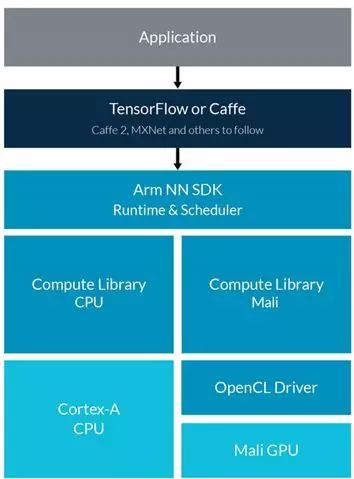 Application
TensorFlow or Caffe
Caffe 2, MXNet and others to follow
Arm NN SDK
Runtime & Scheduler
Compute Library
CPU
Compute Library
Mali
Cortex-A
CPU
OpenCL Driver
Mali GPU